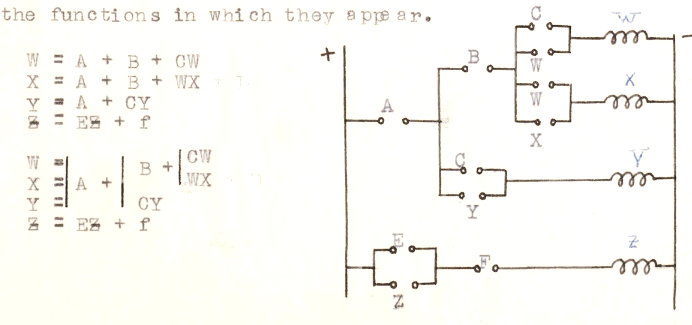 the functions in which they appear.
W = A + B + CW
X = A + B + WX
Y = A + CY
Z = EZ + f
W =
X = A + B + CW
WX
Y = CY
Z = EZ + f
+ −
C W
W
B
W X
A
X
C Y
Y
E Z
F
Z